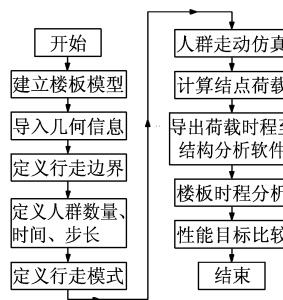 开始
建立楼板模型
导入几何信息
定义行走边界
定义人群数量、
时间、步长
定义行走模式
人群走动仿真
计算结点荷载
导出荷载时程至
结构分析软件
楼板时程分析
性能目标比较
结束